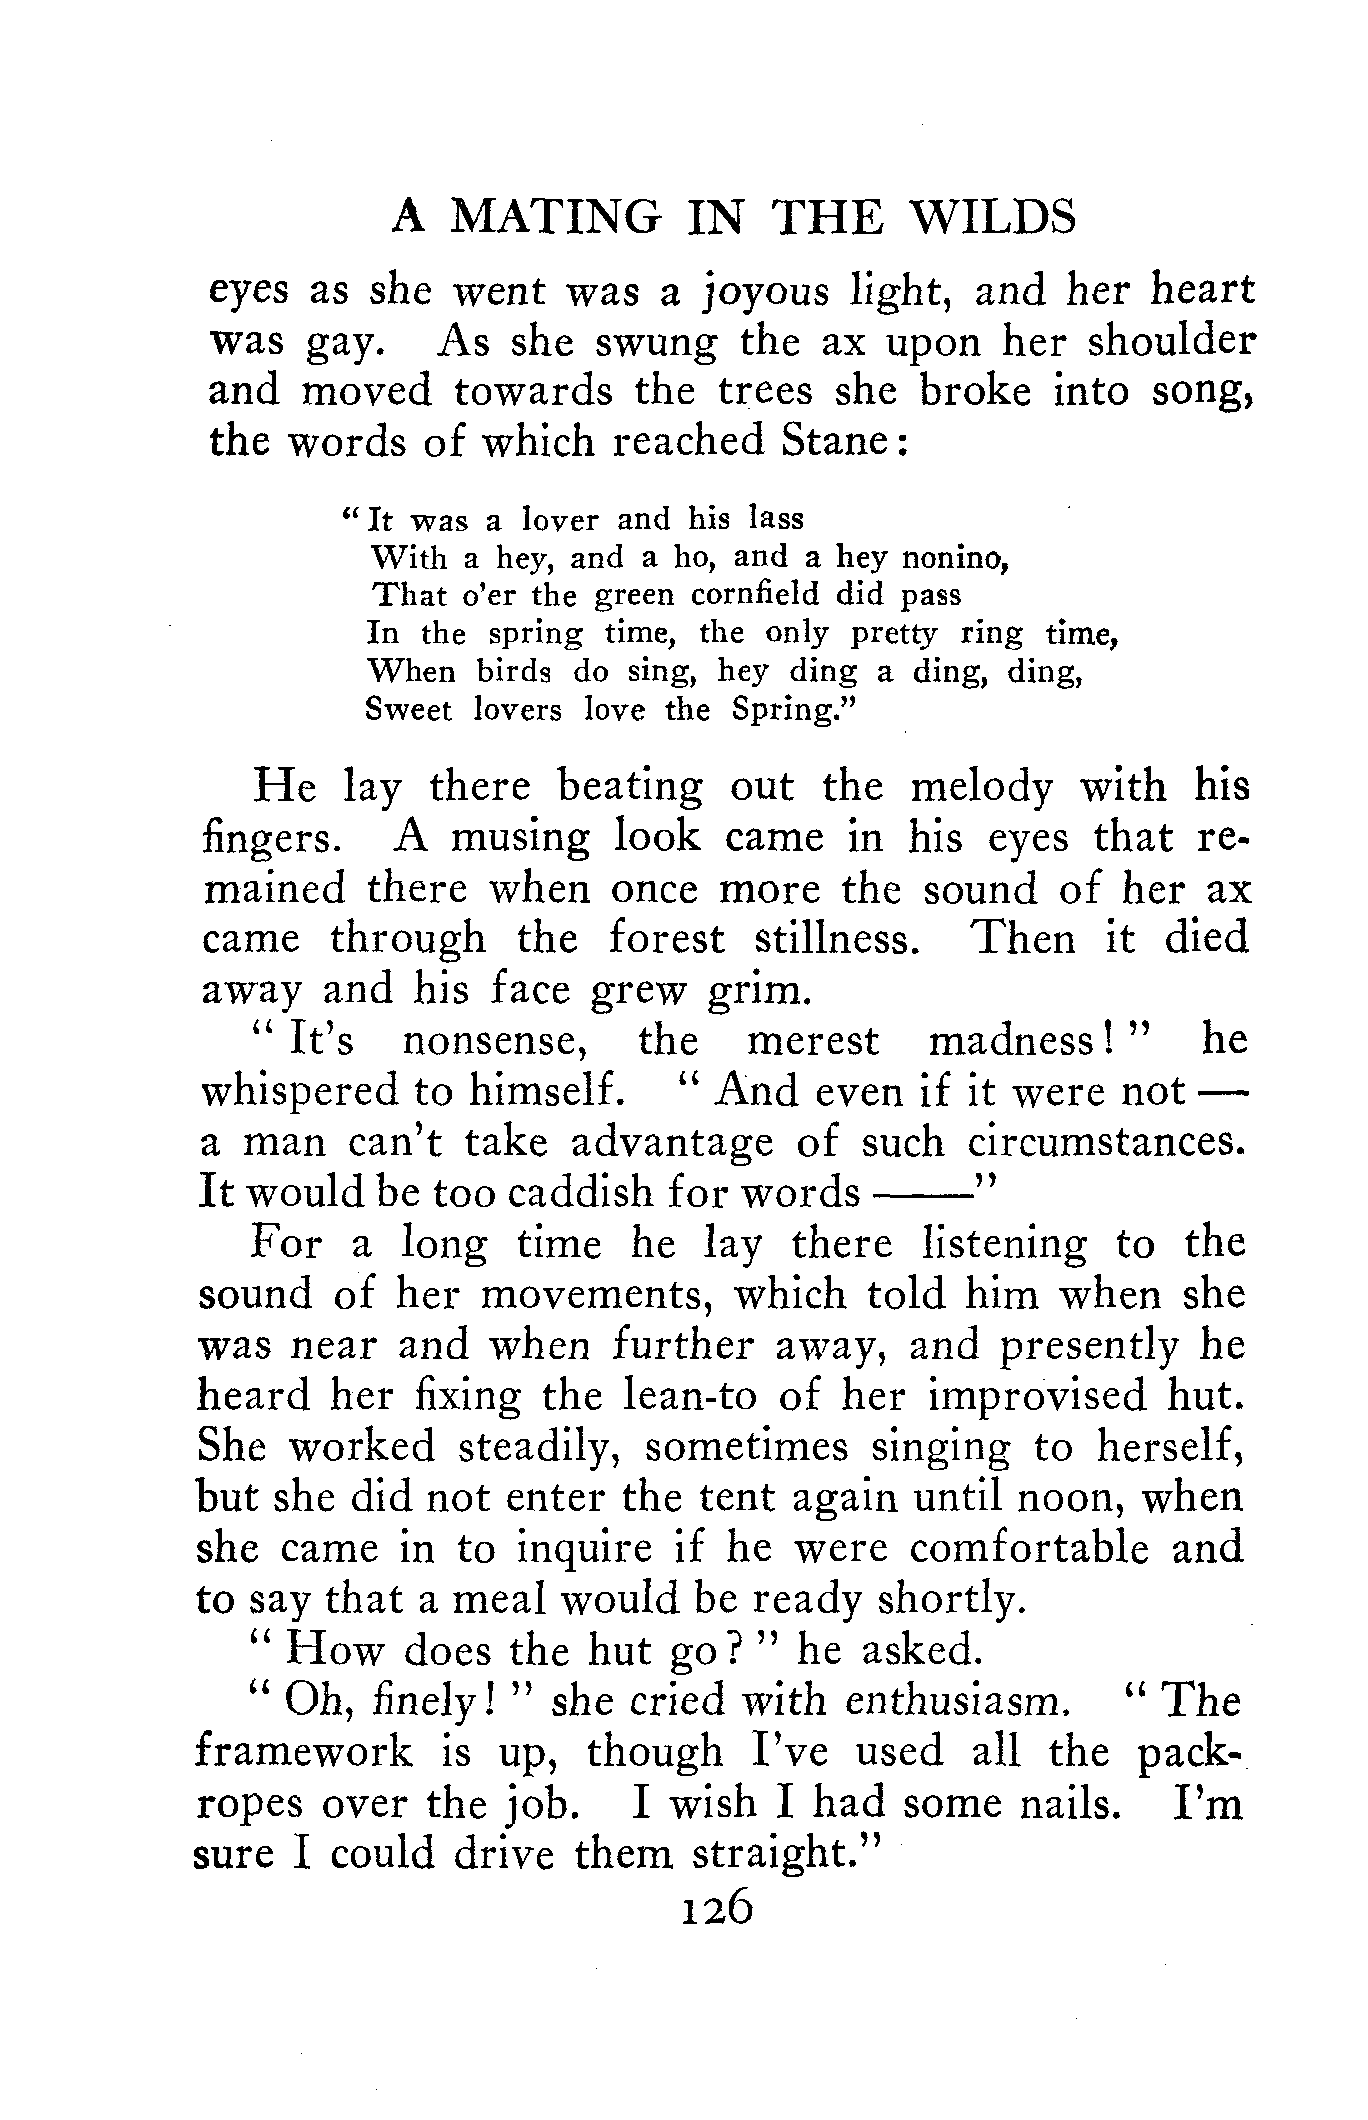 A MATING IN THE WILDS
eyes as she went was a joyous light, and her heart
was gay. As she swung the ax upon her shoulder
and moved towards the trees she broke into song,
the words of which reached Stane:
"It was a lover and his lass
With a hey, and a ho, and a hey nonino,
That o'er the green cornfield did pass
In the spring time, the only pretty ring time,
When birds do sing, hey ding a ding, ding,
Sweet lovers love the Spring."
He lay there beating out the melody with his
fingers. A musing look came in his eyes that re-
mained there when once more the sound of her ax
came through the forest stillness. Then it died
away and his face grew grim.
"It's nonsense, the merest madness!" he
whispered to himself. "And even if it were not—
a man can't take advantage of such circumstances.
It would be too caddish for words ——"
For a long time he lay there listening to the
sound of her movements, which told him when she
was near and when further away, and presently he
heard her fixing the lean-to of her improvised hut.
She worked steadily, sometimes singing to herself,
but she did not enter the tent again until noon, when
she came in to inquire if he were comfortable and
to say that a meal would be ready shortly.
"How does the hut go?" he asked.
"Oh, finely!" she cried with enthusiasm. "The
framework is up, though I've used all the pack-
ropes over the job. I wish I had some nails. I'm
sure I could drive them straight."
126